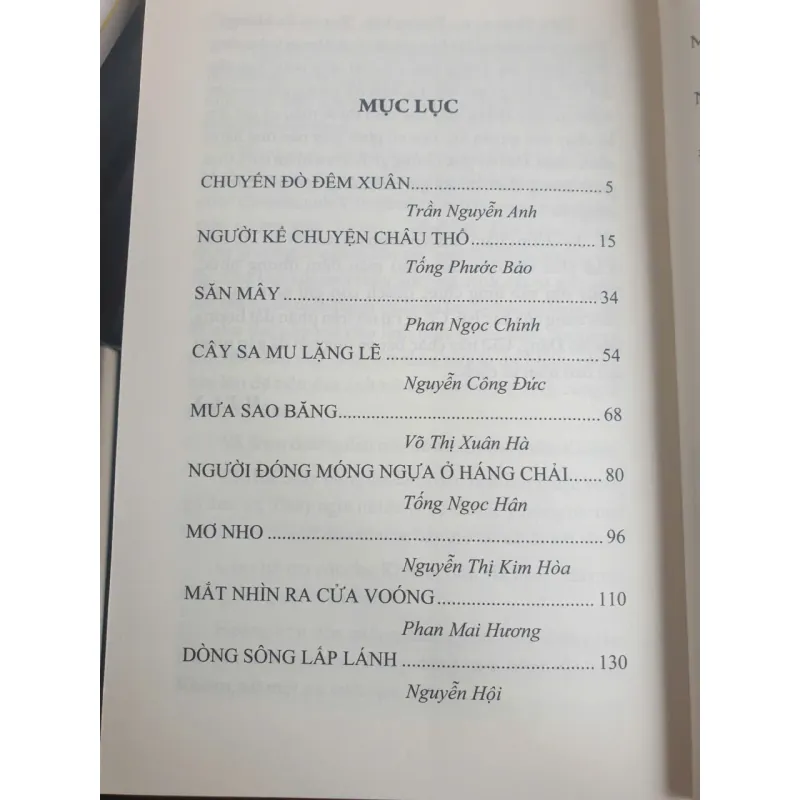 MỤC LỤC
CHUYẾN ĐÒ ĐÊM XUÂN............................................ 5
Trần Nguyễn Anh
NGƯỜI KỂ CHUYỆN CHÂU THỔ............................ 15
Tống Phước Bảo
SĂN MÂY........................................................................ 34
Phan Ngọc Chính
CÂY SA MU LẶNG LẼ ................................................ 54
Nguyễn Công Đức
MƯA SAO BĂNG.......................................................... 68
Võ Thị Xuân Hà
NGƯỜI ĐÓNG MÓNG NGỰA Ở HÁNG CHẢI....... 80
Tống Ngọc Hân
MƠ NHO .......................................................................... 96
Nguyễn Thị Kim Hòa
MẮT NHÌN RA CỬA VOÓNG..................................... 110
Phan Mai Hương
DÒNG SÔNG LẤP LÁNH ............................................ 130
Nguyễn Hội